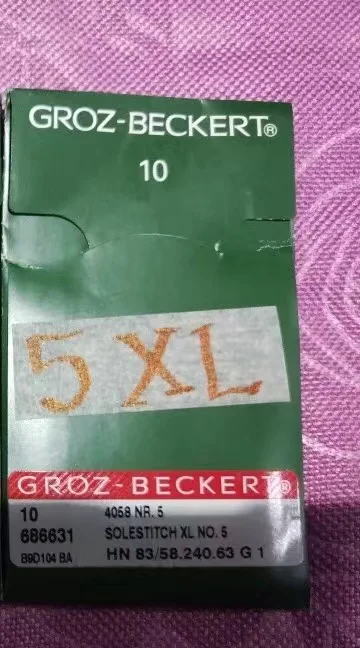 GROZ-BECKERT®
10
5 XL
GROZ-BECKERT®
10 4058 NR. 5
686631 SOLESTITCH XL NO. 5
B9D104 BA HN 83/58.240.63 G 1